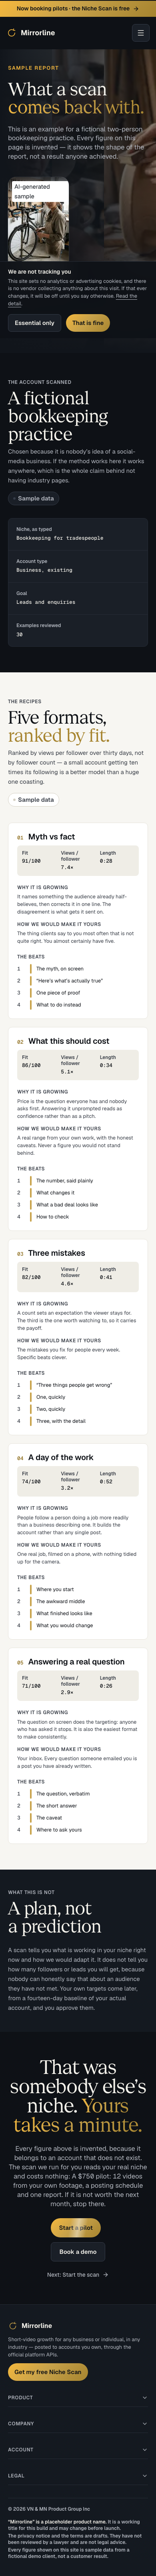 Now booking pilots · the Niche Scan is free →
Mirrorline
SAMPLE REPORT
What a scan
comes back with.
This is an example for a fictional two-person
bookkeeping practice. Every figure on this
page is invented — it shows the shape of the
report, not a result anyone achieved.
AI-generated
sample
We are not tracking you
This site sets no analytics or advertising cookies, and there
is no vendor collecting anything about this visit. If that ever
changes, it will be off until you say otherwise. Read the
detail.
Essential only
That is fine
THE ACCOUNT SCANNED
A fictional
bookkeeping
practice
Chosen because it is nobody's idea of a social-
media business. If the method works here it works
anywhere, which is the whole claim behind not
having industry pages.
Sample data
Niche, as typed
Bookkeeping for tradespeople
Account type
Business, existing
Goal
Leads and enquiries
Examples reviewed
30
THE RECIPES
Five formats,
ranked by fit.
Ranked by views per follower over thirty days, not
by follower count — a small account getting ten
times its following is a better model than a huge
one coasting.
Sample data
01 Myth vs fact
Fit
91/100
Views / follower
7.4×
Length
0:28
WHY IT IS GROWING
It names something the audience already half-
believes, then corrects it in one line. The
disagreement is what gets it sent on.
HOW WE WOULD MAKE IT YOURS
The thing clients say to you most often that is not
quite right. You almost certainly have five.
THE BEATS
1 The myth, on screen
2 "Here's what's actually true"
3 One piece of proof
4 What to do instead
02 What this should cost
Fit
86/100
Views / follower
5.1×
Length
0:34
WHY IT IS GROWING
Price is the question everyone has and nobody
asks first. Answering it unprompted reads as
confidence rather than as a pitch.
HOW WE WOULD MAKE IT YOURS
A real range from your own work, with the honest
caveats. Never a figure you would not stand
behind.
THE BEATS
1 The number, said plainly
2 What changes it
3 What a bad deal looks like
4 How to check
03 Three mistakes
Fit
82/100
Views / follower
4.6×
Length
0:41
WHY IT IS GROWING
A count sets an expectation the viewer stays for.
The third is the one worth watching to, so it carries
the payoff.
HOW WE WOULD MAKE IT YOURS
The mistakes you fix for people every week.
Specific beats clever.
THE BEATS
1 "Three things people get wrong"
2 One, quickly
3 Two, quickly
4 Three, with the detail
04 A day of the work
Fit
74/100
Views / follower
3.2×
Length
0:52
WHY IT IS GROWING
People follow a person doing a job more readily
than a business describing one. It builds the
account rather than any single post.
HOW WE WOULD MAKE IT YOURS
One real job, filmed on a phone, with nothing tidied
up for the camera.
THE BEATS
1 Where you start
2 The awkward middle
3 What finished looks like
4 What you would change
05 Answering a real question
Fit
71/100
Views / follower
2.9×
Length
0:26
WHY IT IS GROWING
The question on screen does the targeting: anyone
who has asked it stops. It is also the easiest format
to make consistently.
HOW WE WOULD MAKE IT YOURS
Your inbox. Every question someone emailed you is
a post you have already written.
THE BEATS
1 The question, verbatim
2 The short answer
3 The caveat
4 Where to ask yours
WHAT THIS IS NOT
A plan, not
a prediction
A scan tells you what is working in your niche right
now and how we would adapt it. It does not tell you
how many followers or leads you will get, because
nobody can honestly say that about an audience
they have not met. Your own targets come later,
from a fourteen-day baseline of your actual
account, and you approve them.
That was
somebody else's
niche. Yours
takes a minute.
Every figure above is invented, because it
belongs to an account that does not exist.
The scan we run for you reads your real niche
and costs nothing: A $750 pilot: 12 videos
from your own footage, a posting schedule
and one report. If it is not worth the next
month, stop there.
Start a pilot
Book a demo
Next: Start the scan →
Mirrorline
Short-video growth for any business or individual, in any
industry — posted to accounts you own, through the
official platform APIs.
Get my free Niche Scan
PRODUCT
COMPANY
ACCOUNT
LEGAL
© 2026 VN & MN Product Group Inc
"Mirrorline" is a placeholder product name. It is a working
title for this build and may change before launch.
The privacy notice and the terms are drafts. They have not
been reviewed by a lawyer and are not legal advice.
Every figure shown on this site is sample data from a
fictional demo client, not a customer result.